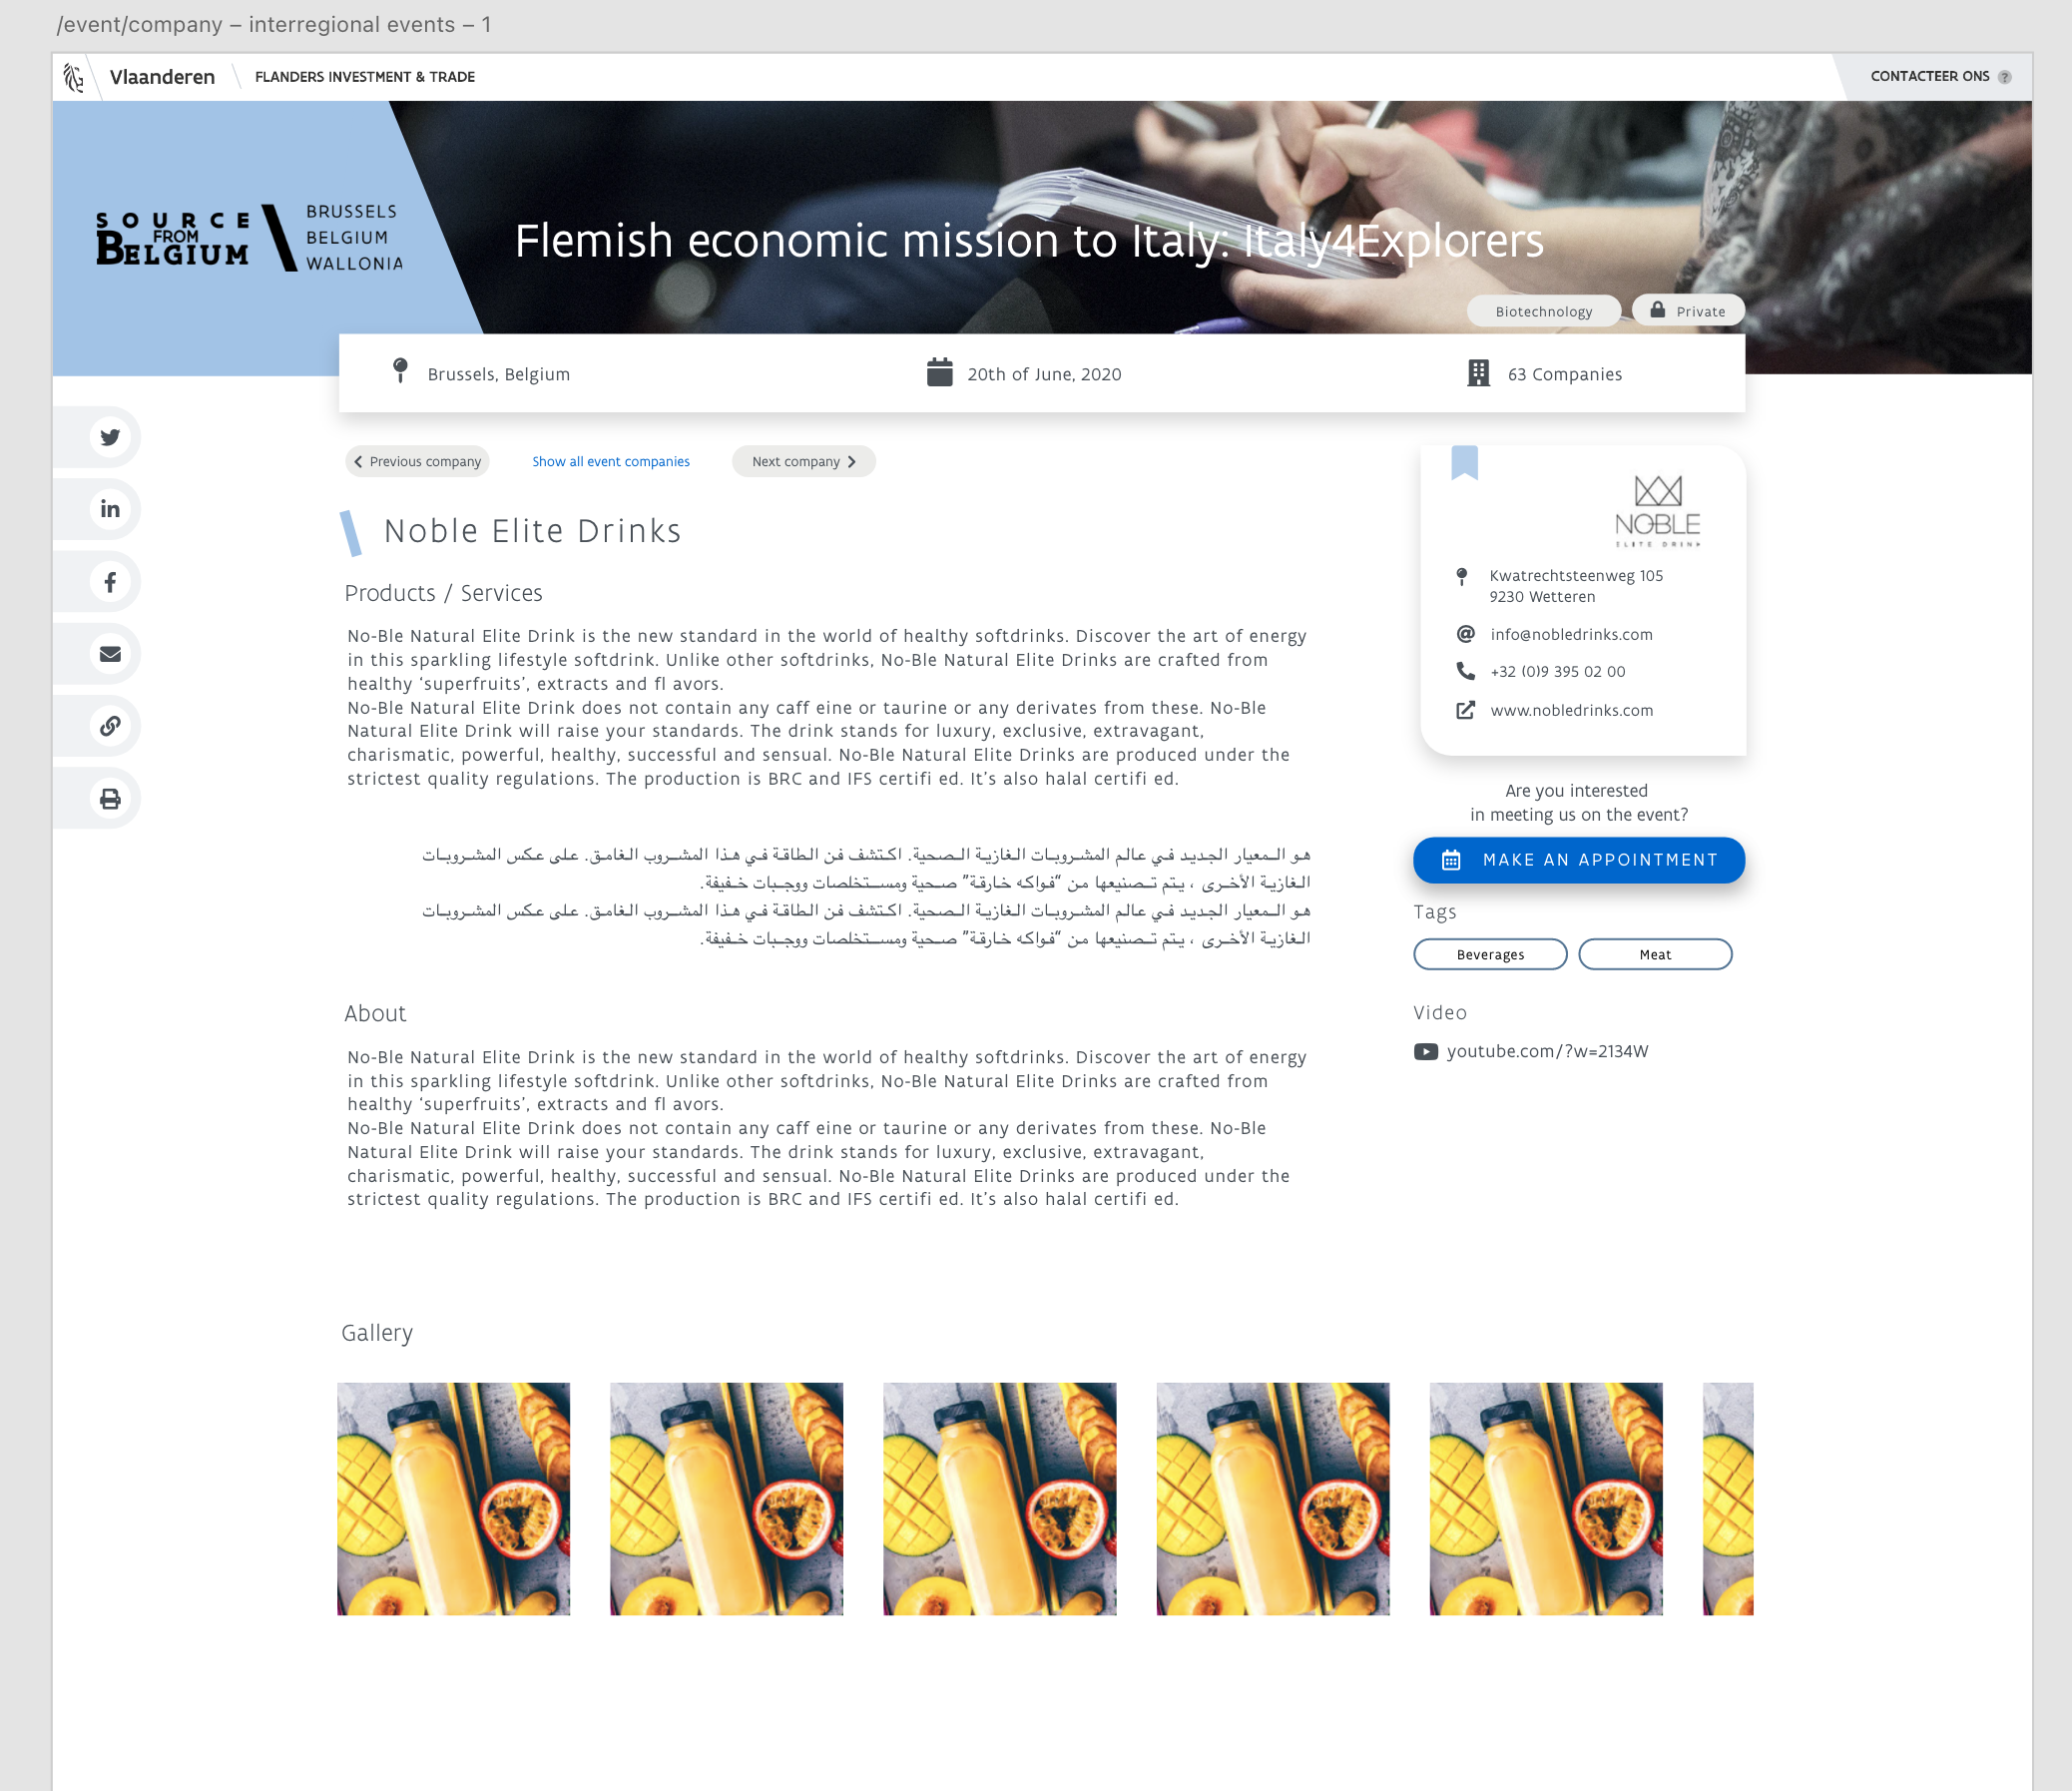 /event/company – interregional events – 1
Vlaanderen
FLANDERS INVESTMENT & TRADE
CONTACTEER ONS ?
SOURCE
FROM
BELGIUM
BRUSSELS
BELGIUM
WALLONIA
Flemish economic mission to Italy: Italy4Explorers
Biotechnology
Private
Brussels, Belgium
20th of June, 2020
63 Companies
Previous company
Show all event companies
Next company
Noble Elite Drinks
Products / Services
No-Ble Natural Elite Drink is the new standard in the world of healthy softdrinks. Discover the art of energy
in this sparkling lifestyle softdrink. Unlike other softdrinks, No-Ble Natural Elite Drinks are crafted from
healthy ‘superfruits’, extracts and fl avors.
No-Ble Natural Elite Drink does not contain any caff eine or taurine or any derivates from these. No-Ble
Natural Elite Drink will raise your standards. The drink stands for luxury, exclusive, extravagant,
charismatic, powerful, healthy, successful and sensual. No-Ble Natural Elite Drinks are produced under the
strictest quality regulations. The production is BRC and IFS certifi ed. It’s also halal certifi ed.
هو المعيار الجديد في عالم المشروبات الغازية الصحية. اكتشف فن الطاقة في هذا المشروب الغامق. على عكس المشروبات
الغازية الأخرى ، يتم تصنيعها من “فواكه خارقة” صحية ومستخلصات ووجبات خفيفة.
هو المعيار الجديد في عالم المشروبات الغازية الصحية. اكتشف فن الطاقة في هذا المشروب الغامق. على عكس المشروبات
الغازية الأخرى ، يتم تصنيعها من “فواكه خارقة” صحية ومستخلصات ووجبات خفيفة.
About
No-Ble Natural Elite Drink is the new standard in the world of healthy softdrinks. Discover the art of energy
in this sparkling lifestyle softdrink. Unlike other softdrinks, No-Ble Natural Elite Drinks are crafted from
healthy ‘superfruits’, extracts and fl avors.
No-Ble Natural Elite Drink does not contain any caff eine or taurine or any derivates from these. No-Ble
Natural Elite Drink will raise your standards. The drink stands for luxury, exclusive, extravagant,
charismatic, powerful, healthy, successful and sensual. No-Ble Natural Elite Drinks are produced under the
strictest quality regulations. The production is BRC and IFS certifi ed. It’s also halal certifi ed.
Gallery
NOBLE
ELITE DRINK
Kwatrechtsteenweg 105
9230 Wetteren
info@nobledrinks.com
+32 (0)9 395 02 00
www.nobledrinks.com
Are you interested
in meeting us on the event?
MAKE AN APPOINTMENT
Tags
Beverages
Meat
Video
youtube.com/?w=2134W